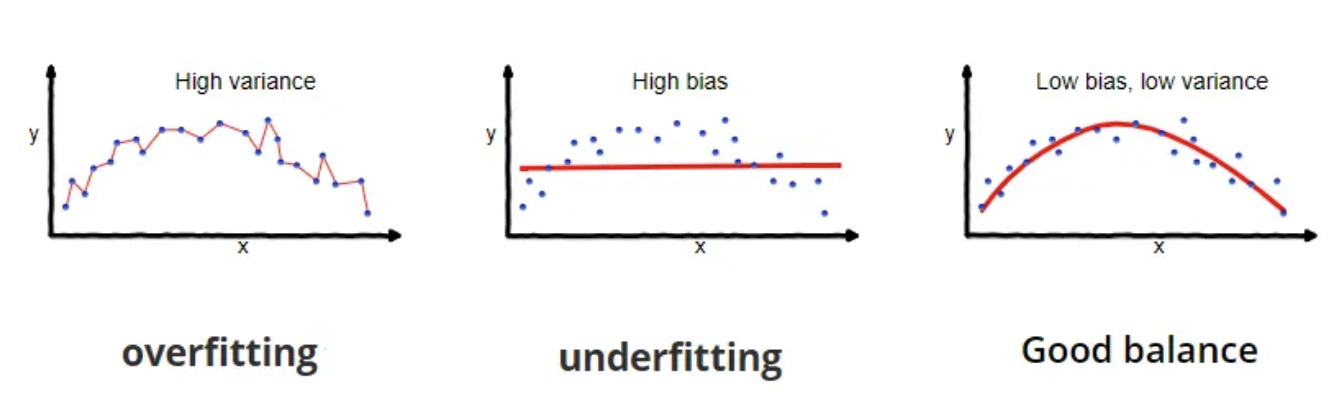 High variance
y
x
overfitting
High bias
y
x
underfitting
Low bias, low variance
y
x
Good balance